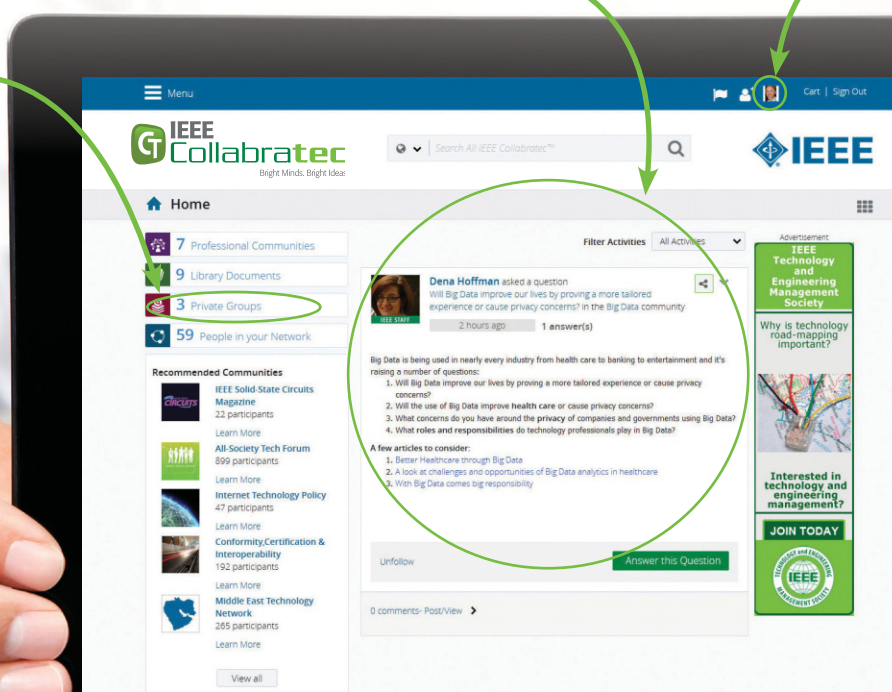 Menu
Cart | Sign Out
IEEE
Collabratec
Bright Minds. Bright Ideas
Search All IEEE Collabratec™
IEEE
Home
7 Professional Communities
9 Library Documents
3 Private Groups
59 People in your Network
Recommended Communities
CIRCUITS
IEEE Solid-State Circuits
Magazine
22 participants
Learn More
All-Society Tech Forum
899 participants
Learn More
Internet Technology Policy
47 participants
Learn More
Conformity,Certification &
Interoperability
192 participants
Learn More
Middle East Technology
Network
265 participants
Learn More
View all
Filter Activities All Activities
IEEE STAFF
Dena Hoffman asked a question
Will Big Data improve our lives by proving a more tailored
experience or cause privacy concerns? in the Big Data community
2 hours ago 1 answer(s)
Big Data is being used in nearly every industry from health care to banking to entertainment and it's
raising a number of questions:
1. Will Big Data improve our lives by proving a more tailored experience or cause privacy
concerns?
2. Will the use of Big Data improve health care or cause privacy concerns?
3. What concerns do you have around the privacy of companies and governments using Big Data?
4. What roles and responsibilities do technology professionals play in Big Data?
A few articles to consider:
1. Better Healthcare through Big Data
2. A look at challenges and opportunities of Big Data analytics in healthcare
3. With Big Data comes big responsibility
Unfollow
Answer this Question
0 comments- Post/View
Advertisement
IEEE
Technology
and
Engineering
Management
Society
Why is technology
road-mapping
important?
Interested in
technology and
engineering
management?
JOIN TODAY
TECHNOLOGY and ENGINEERING
IEEE
MANAGEMENT SOCIETY